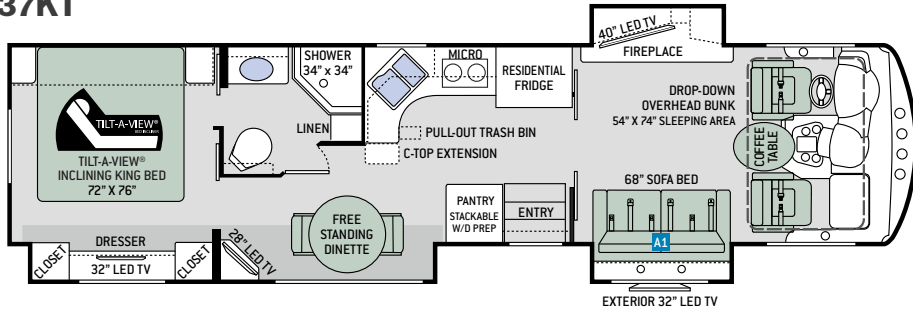 37KT
40" LED TV
FIREPLACE
SHOWER
34" x 34"
MICRO
RESIDENTIAL
FRIDGE
DROP-DOWN
OVERHEAD BUNK
54" X 74" SLEEPING AREA
COFFEE
TABLE
TILT-A-VIEW®
TILT-A-VIEW®
INCLINING KING BED
72" X 76"
LINEN
PULL-OUT TRASH BIN
C-TOP EXTENSION
68" SOFA BED
PANTRY
STACKABLE
W/D PREP
ENTRY
FREE
STANDING
DINETTE
A1
DRESSER
CLOSET
32" LED TV
CLOSET
28" LED TV
EXTERIOR 32" LED TV